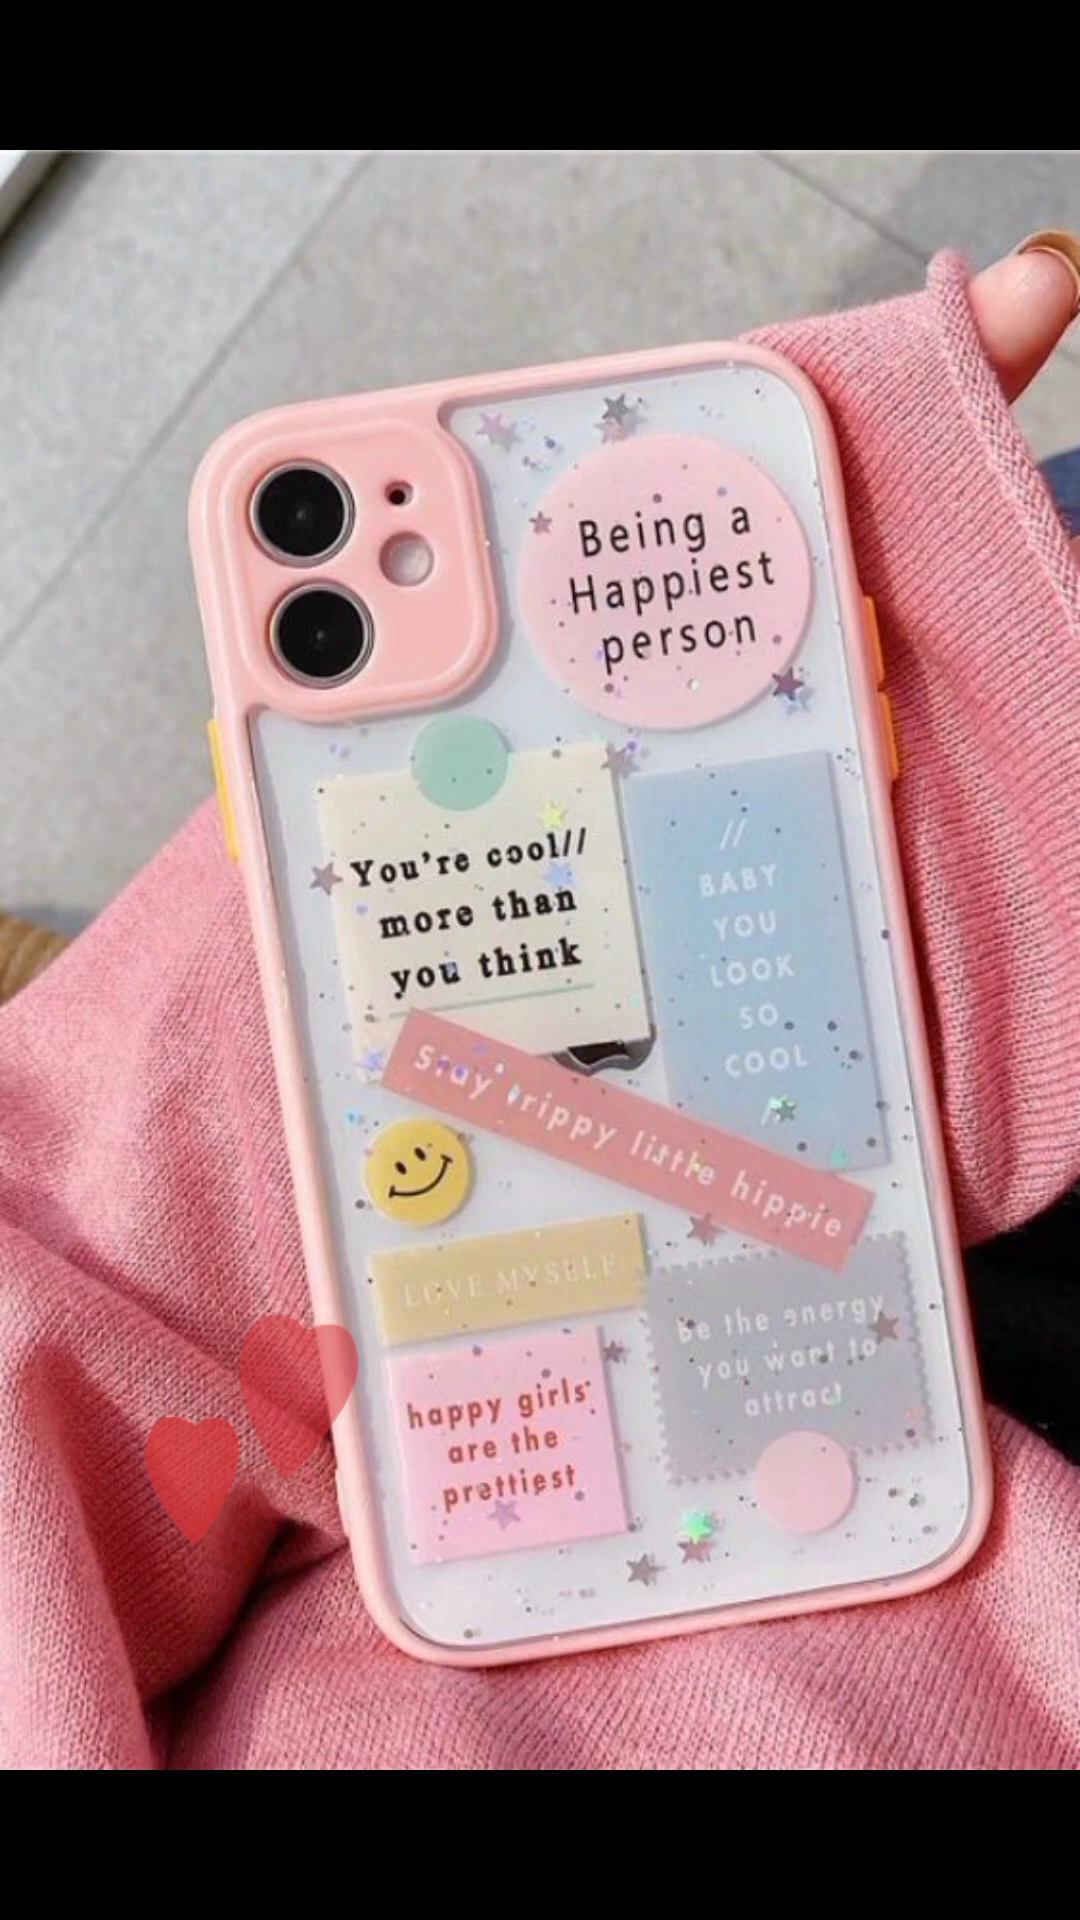 Being a
Happiest
person
You're cool//
more than
you think
//
BABY
YOU
LOOK
SO
COOL
Stay trippy little hippie
LOVE MYSELF
be the energy
you want to
attract
happy girls
are the
prettiest